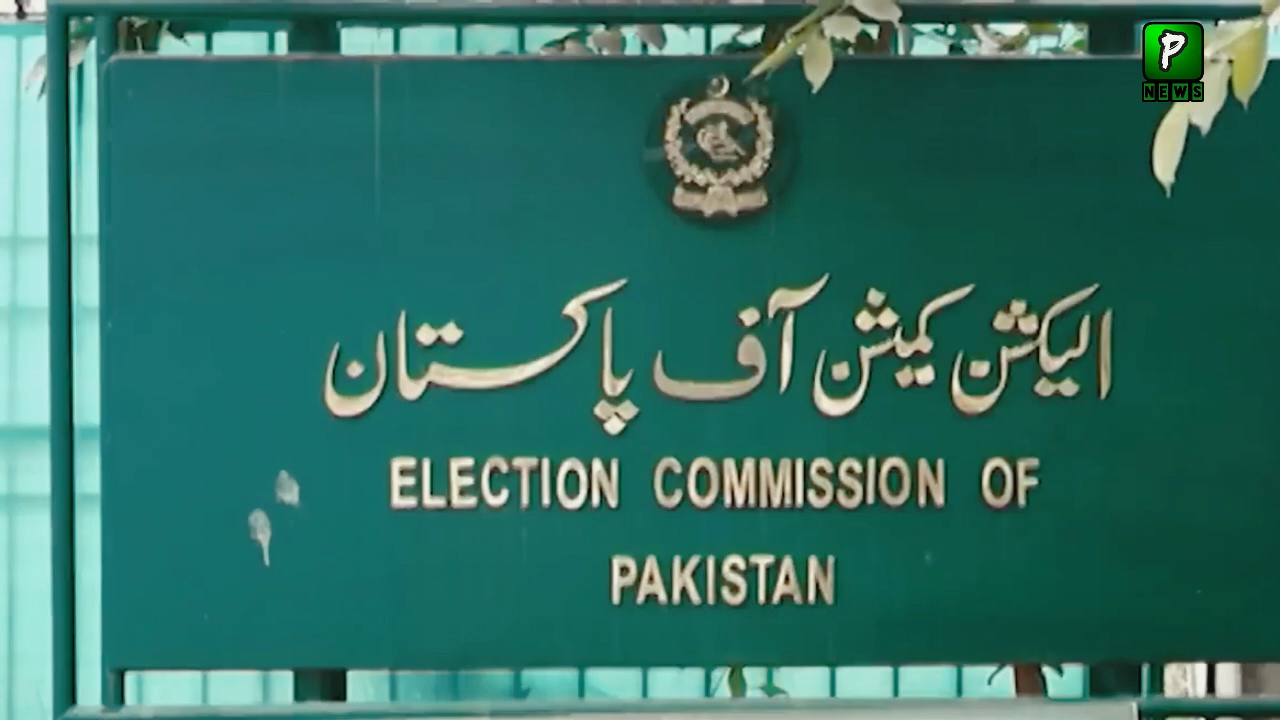 P
NEWS
الیکشن کمیشن آف پاکستان
ELECTION COMMISSION OF
PAKISTAN